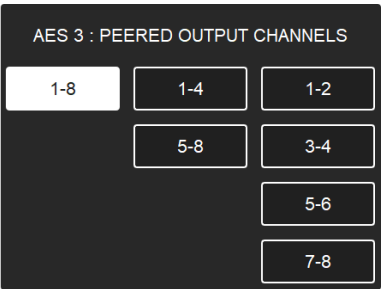 AES 3 : PEERED OUTPUT CHANNELS
1-8 1-4 1-2
5-8 3-4
5-6
7-8